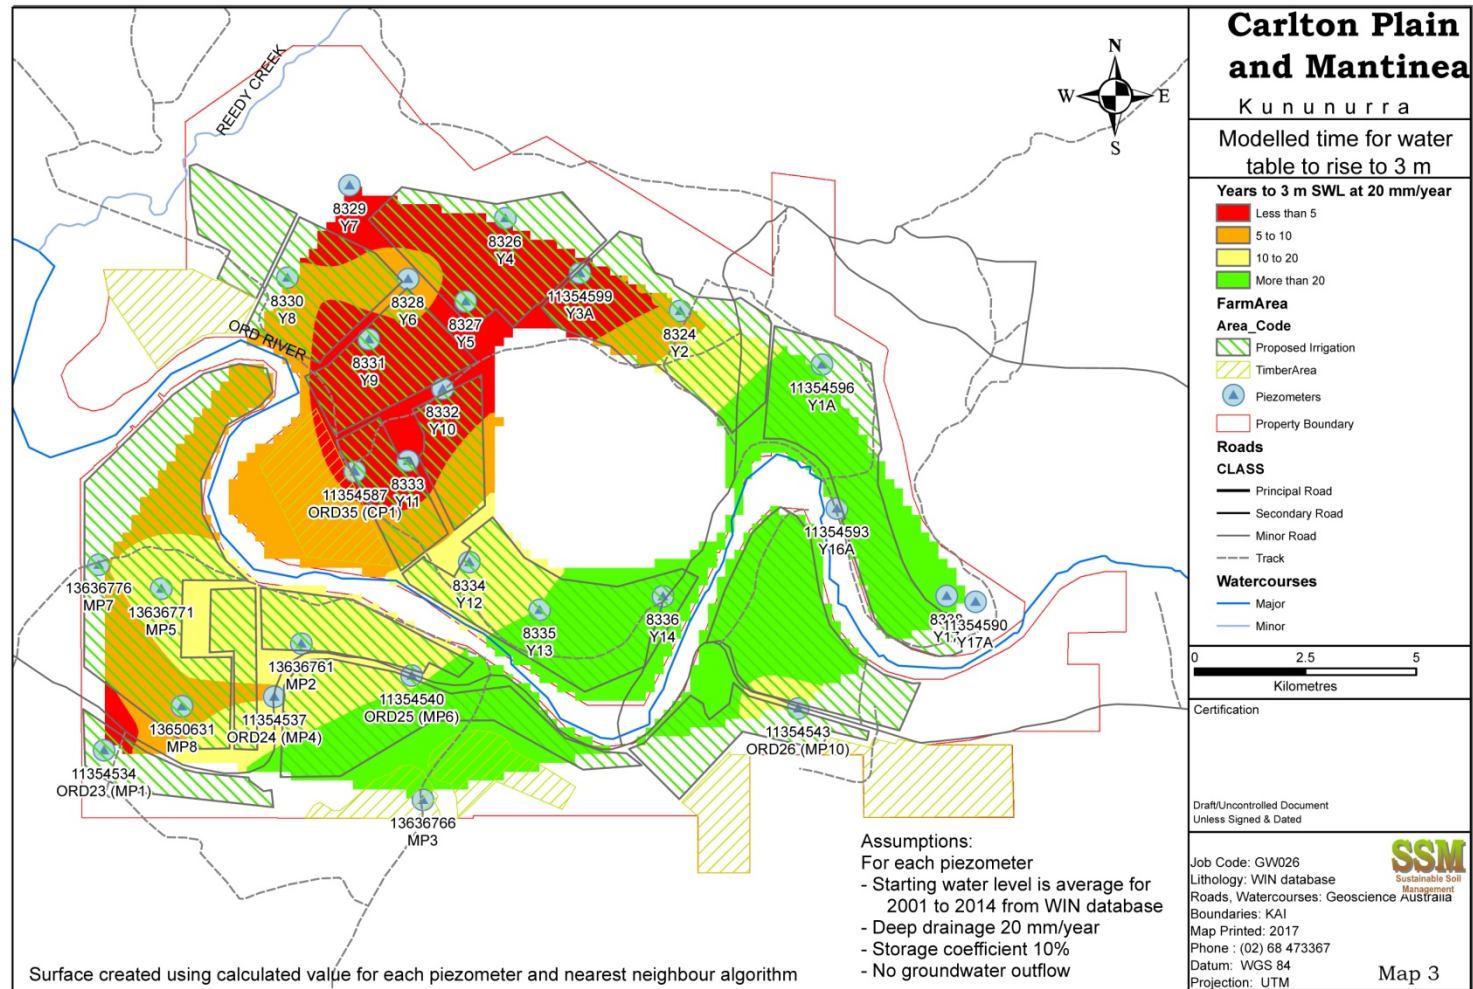 Carlton Plain
and Mantinea
Kununurra
Modelled time for water
table to rise to 3 m
Years to 3 m SWL at 20 mm/year
Less than 5
5 to 10
10 to 20
More than 20
FarmArea
Area_Code
Proposed Irrigation
TimberArea
Piezometers
Property Boundary
Roads
CLASS
Principal Road
Secondary Road
Minor Road
Track
Watercourses
Major
Minor
0 2.5 5
Kilometres
Certification
Draft/Uncontrolled Document
Unless Signed & Dated
SSM
Sustainable Soil
Management
Job Code: GW026
Lithology: WIN database
Roads, Watercourses: Geoscience Australia
Boundaries: KAI
Map Printed: 2017
Phone : (02) 68 473367
Datum: WGS 84
Projection: UTM
Map 3
N
W E
S
REEDY CREEK
ORD RIVER
8329
Y7
8326
Y4
8330
Y8
8328
Y6
8327
Y5
11354599
Y3A
8324
Y2
8331
Y9
8332
Y10
11354596
Y1A
11354587
ORD35 (CP1)
8333
Y11
11354593
Y16A
8334
Y12
8335
Y13
8336
Y14
Y17
11354590
Y17A
13636776
MP7
13636771
MP5
13636761
MP2
11354540
ORD25 (MP6)
13650631
MP8
11354537
ORD24 (MP4)
11354534
ORD23 (MP1)
11354543
ORD26 (MP10)
13636766
MP3
Assumptions:
For each piezometer
- Starting water level is average for
2001 to 2014 from WIN database
- Deep drainage 20 mm/year
- Storage coefficient 10%
- No groundwater outflow
Surface created using calculated value for each piezometer and nearest neighbour algorithm